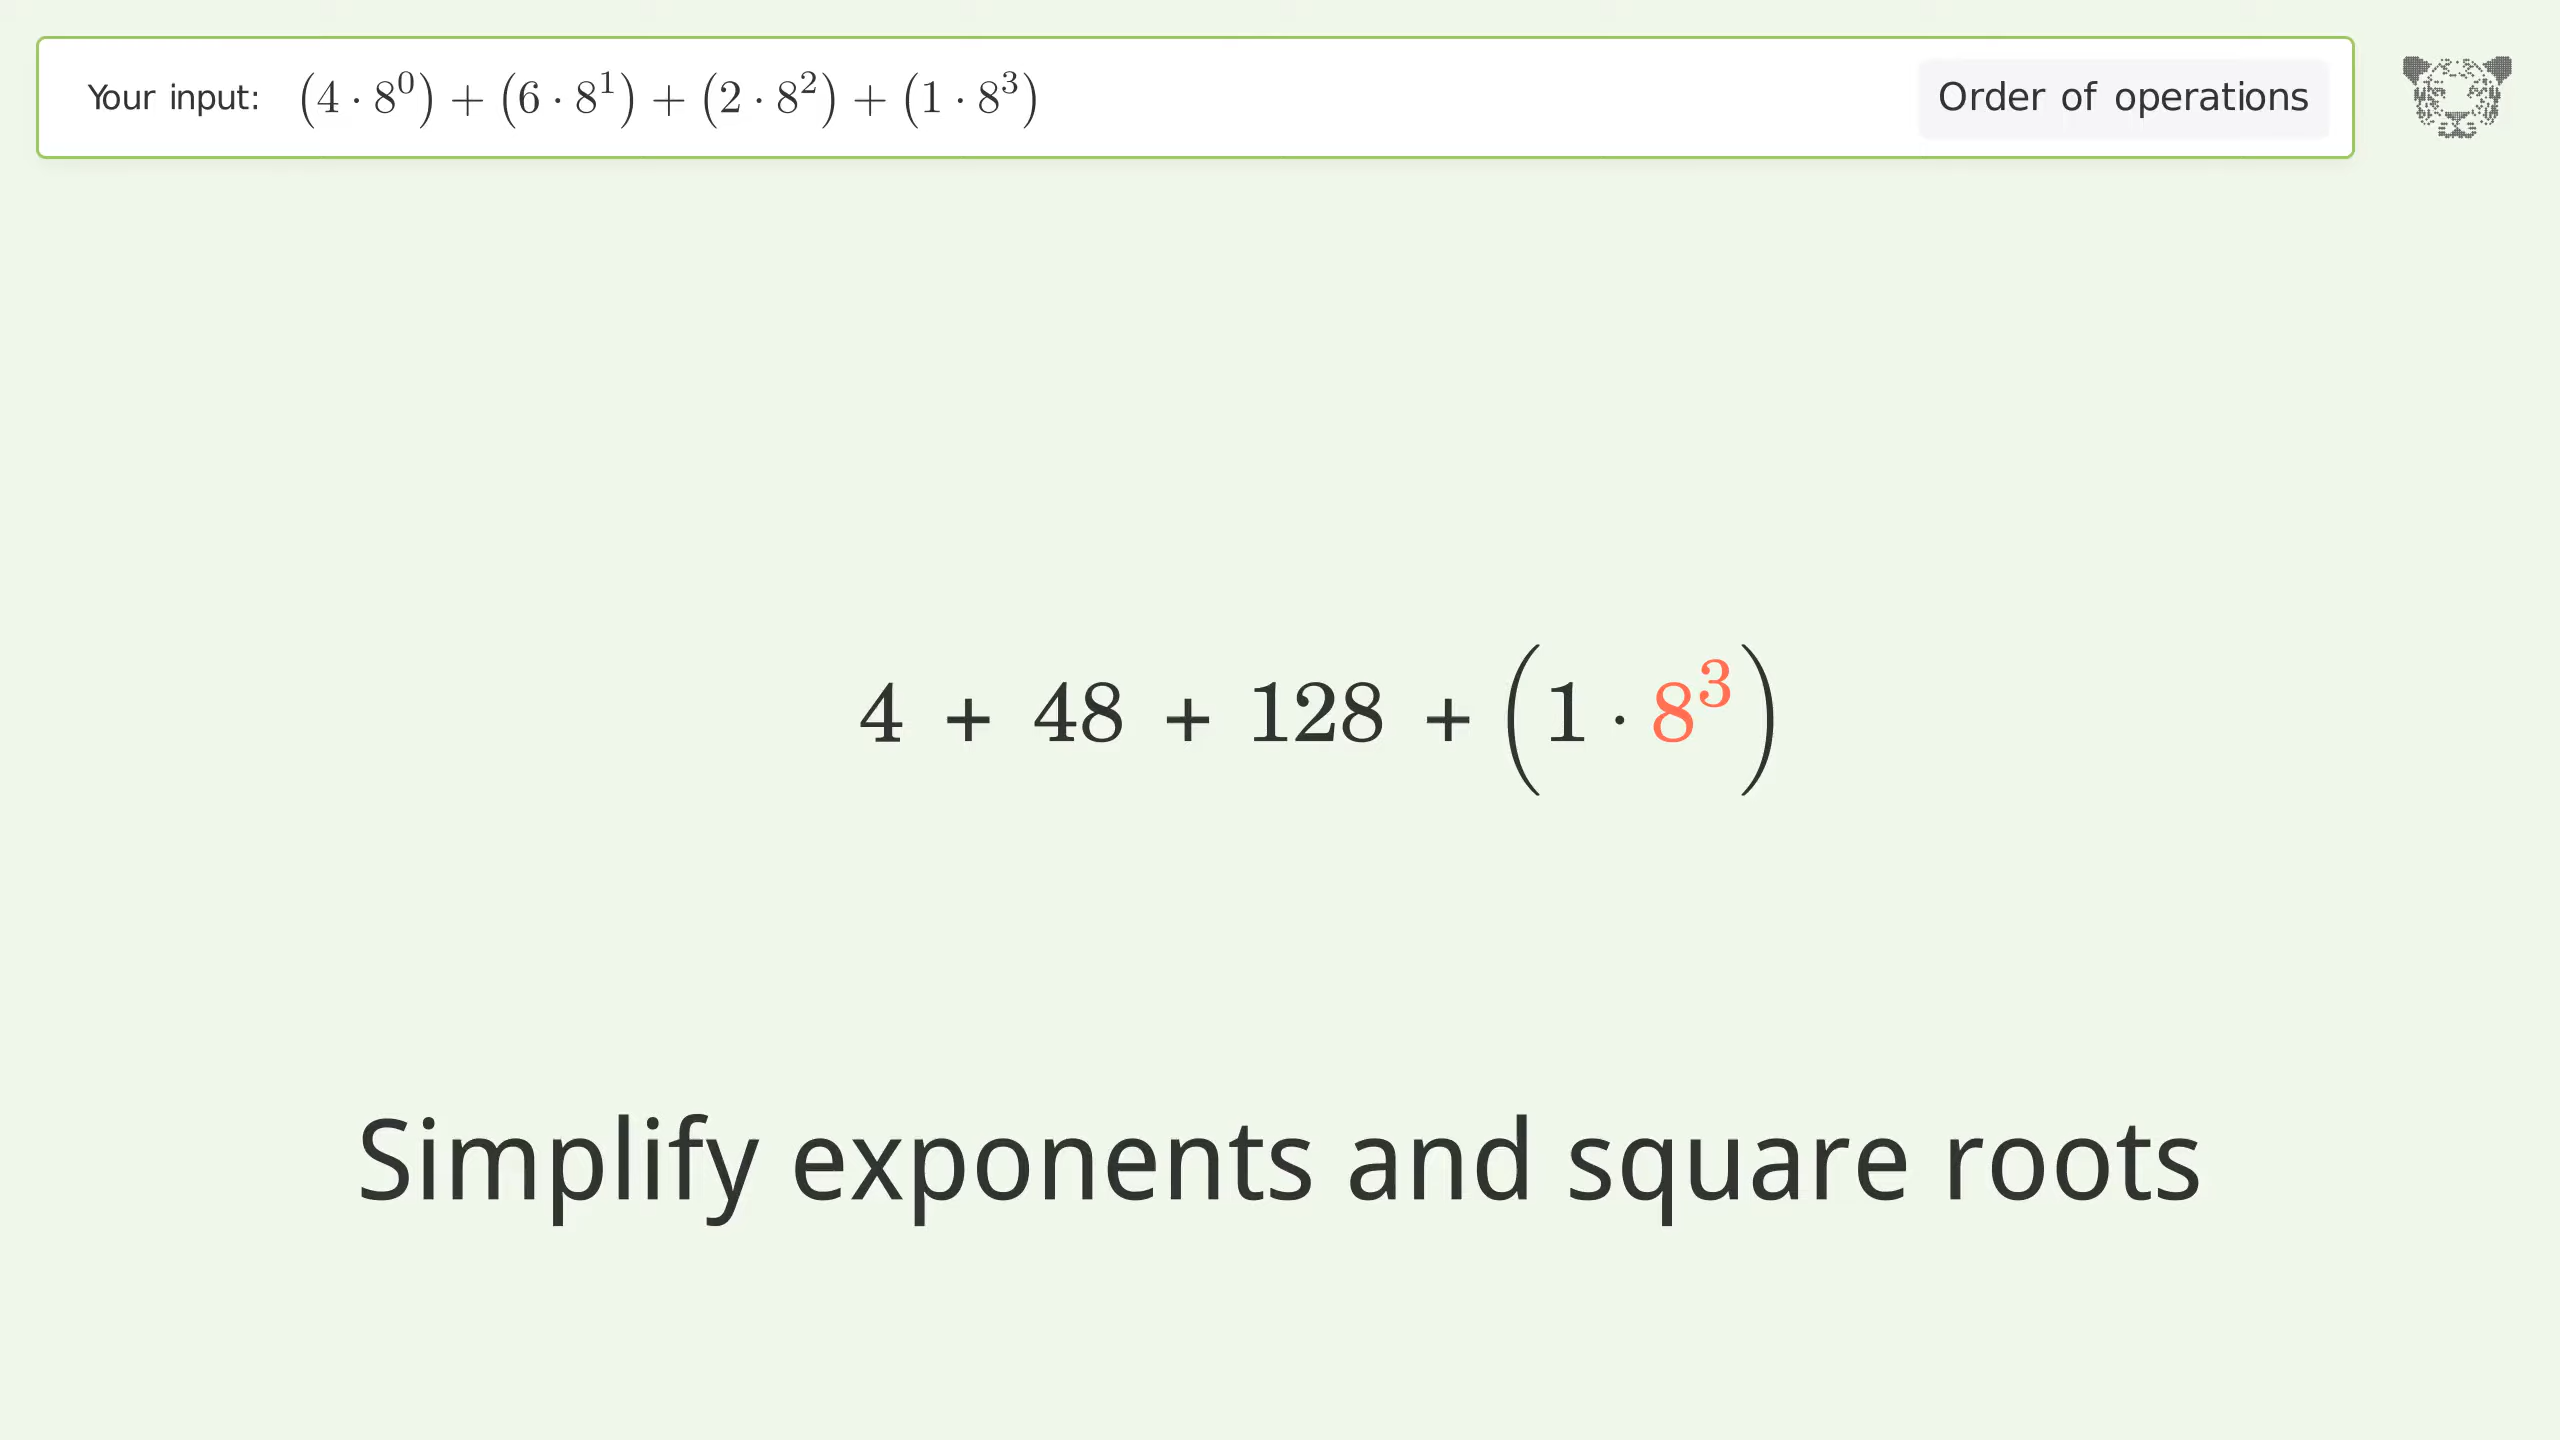 Your input: (4 · 8⁰) + (6 · 8¹) + (2 · 8²) + (1 · 8³)
Order of operations
4 + 48 + 128 + (1 · 8³)
Simplify exponents and square roots